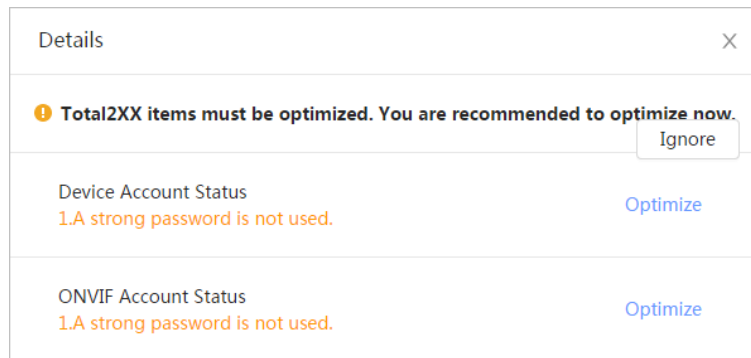 Details
Total2XX items must be optimized. You are recommended to optimize now.
Ignore
Device Account Status
1.A strong password is not used.
Optimize
ONVIF Account Status
1.A strong password is not used.
Optimize